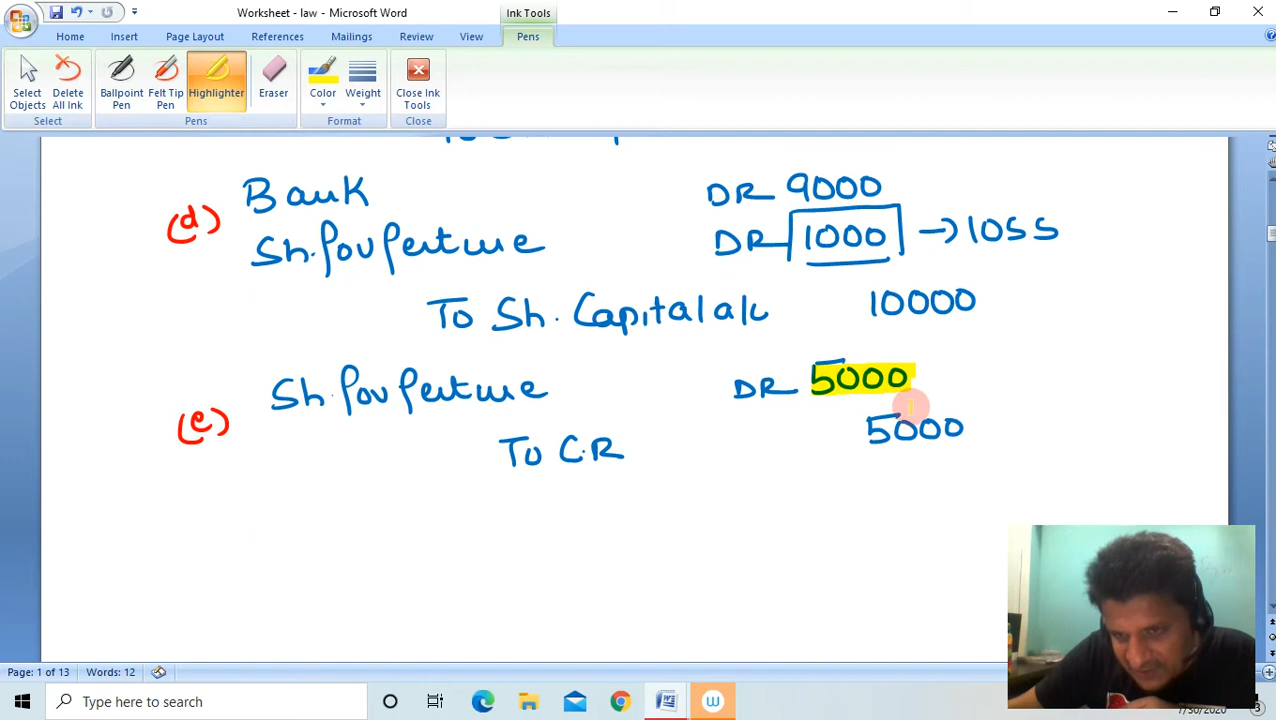 Worksheet - law - Microsoft Word
Ink Tools
Home Insert Page Layout References Mailings Review View Pens
Select Objects
Delete All Ink
Ballpoint Pen
Felt Tip Pen
Highlighter
Eraser
Color
Weight
Close Ink Tools
Select Pens Format Close
(d) Bank DR 9000
Sh. forfeiture DR 1000 → loss
To Sh. Capital a/c 10000
(e) Sh. forfeiture DR 5000
To C.R 5000
Page: 1 of 13 Words: 12
Type here to search
7/30/2020